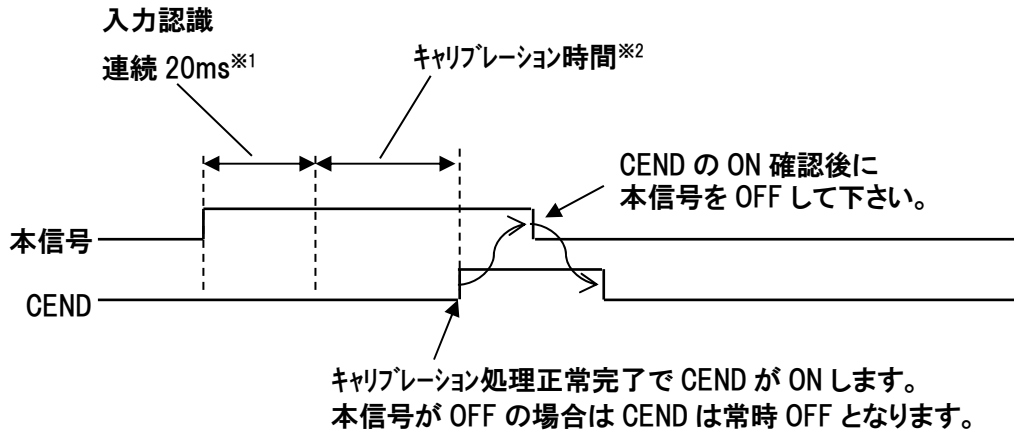 入力認識
連続 20ms※1
キャリブレーション時間※2
CEND の ON 確認後に
本信号を OFF して下さい。
本信号
CEND
キャリブレーション処理正常完了で CEND が ON します。
本信号が OFF の場合は CEND は常時 OFF となります。